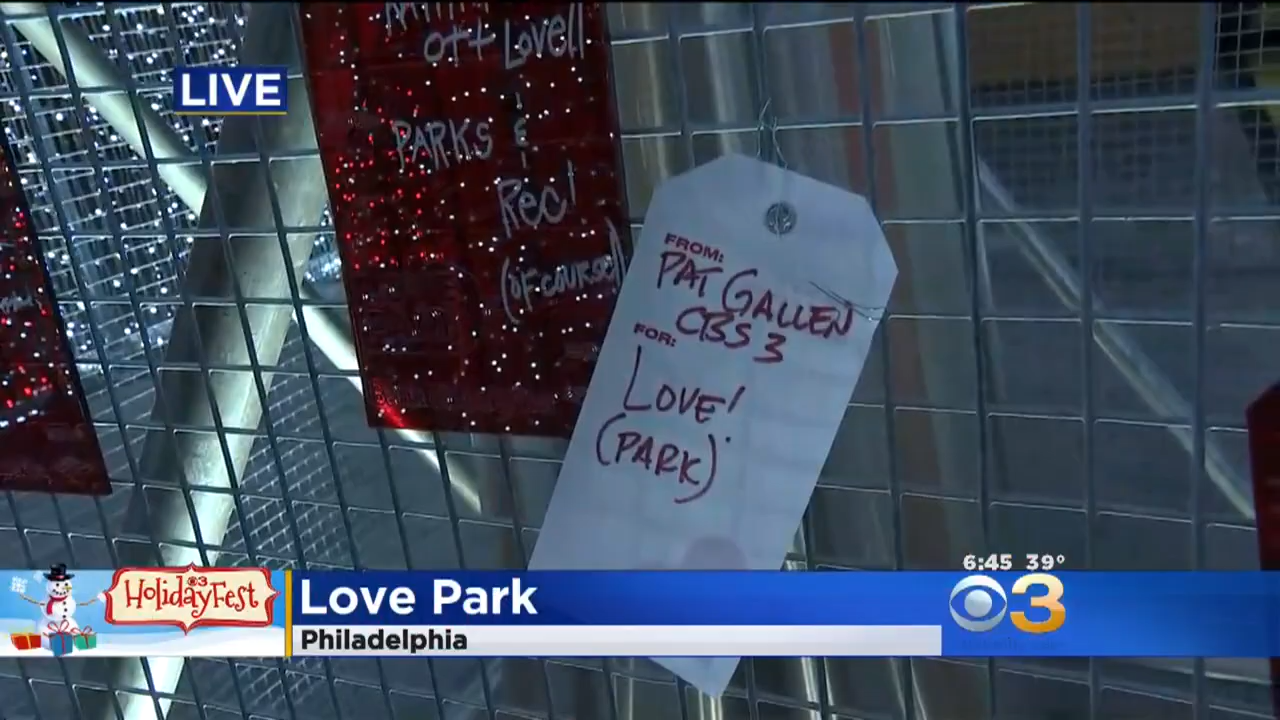 LIVE
ott Lovell
PARKS &
Rec!
(of course!)
FROM:
PAT GALLEN
CBS 3
FOR:
LOVE!
(PARK)
6:45 39°
3
HOLIDAYFEST
Love Park
3
Philadelphia